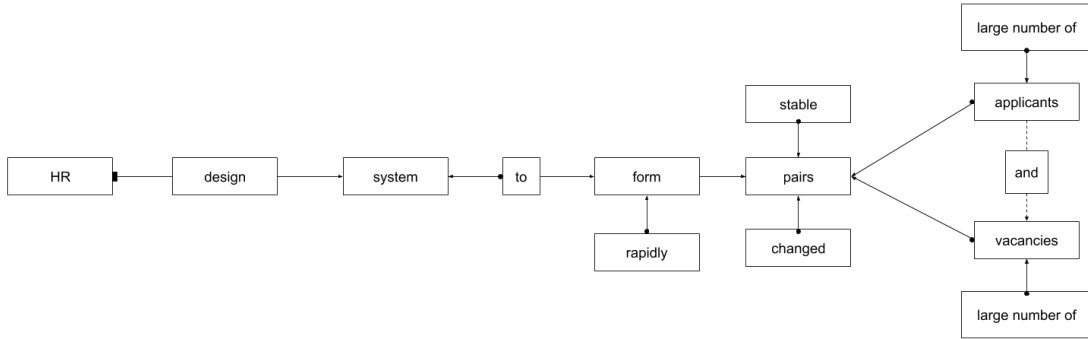 large number of
applicants
stable
HR
design
system
to
form
pairs
and
rapidly
changed
vacancies
large number of